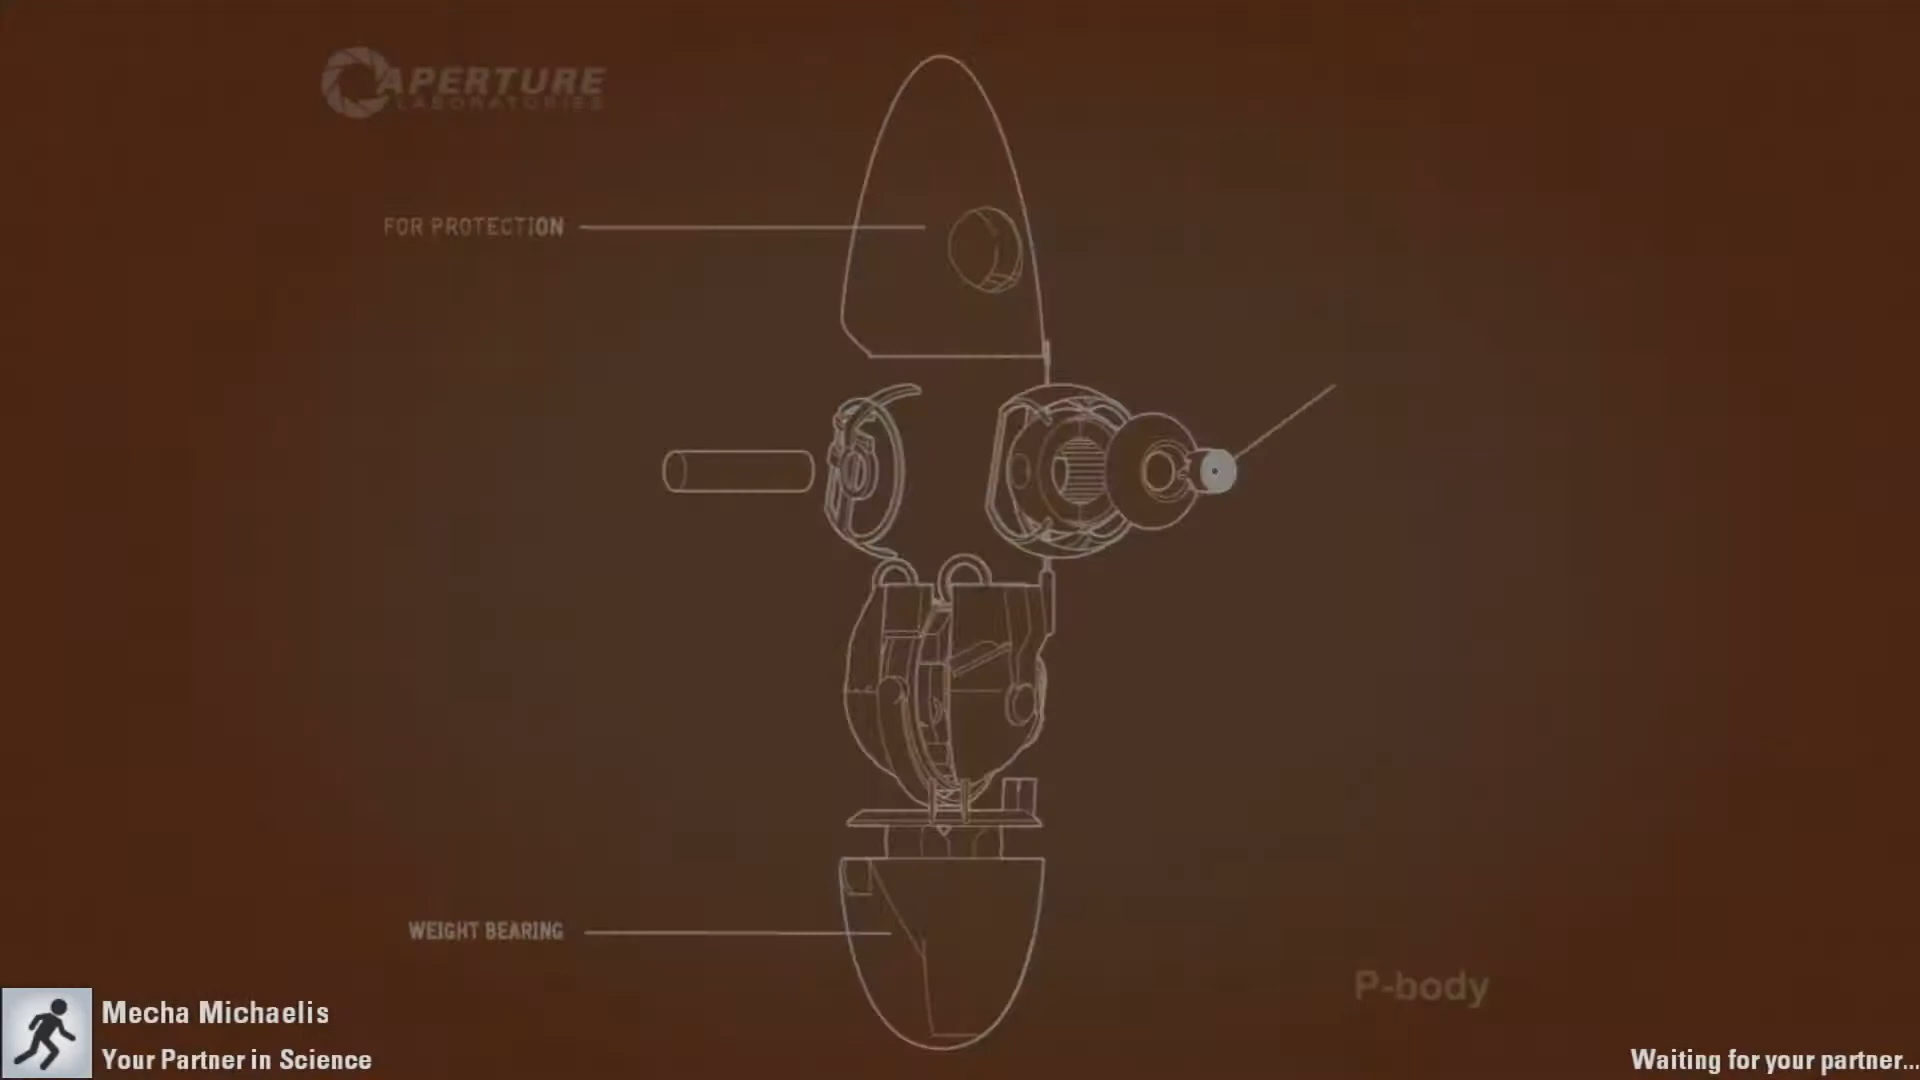 APERTURE
LABORATORIES
FOR PROTECTION
WEIGHT BEARING
P-body
Mecha Michaelis
Your Partner in Science
Waiting for your partner...